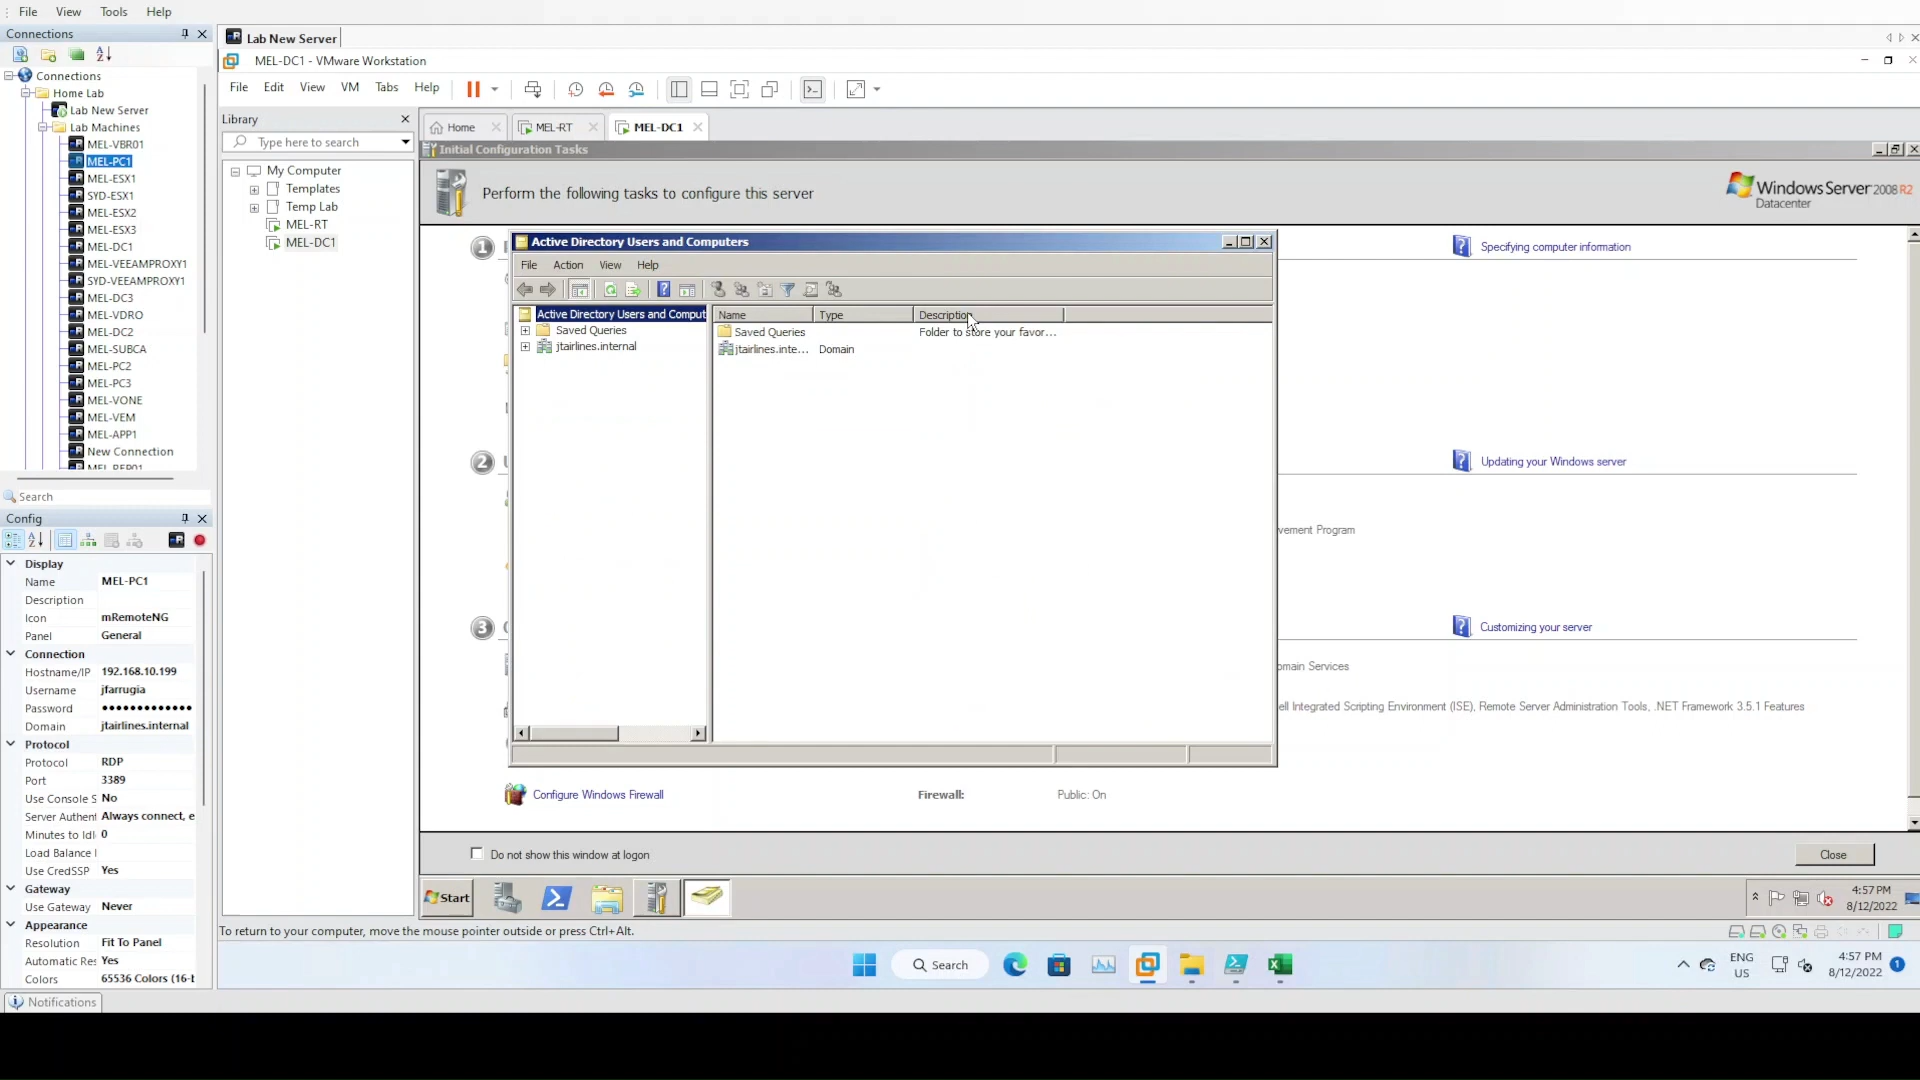 File View Tools Help
Connections
Connections
Home Lab
Lab New Server
Lab Machines
MEL-VBR01
MEL-PC1
MEL-ESX1
SYD-ESX1
MEL-ESX2
MEL-ESX3
MEL-DC1
MEL-VEEAMPROXY1
SYD-VEEAMPROXY1
MEL-DC3
MEL-VDRO
MEL-DC2
MEL-SUBCA
MEL-PC2
MEL-PC3
MEL-VONE
MEL-VEM
MEL-APP1
New Connection
MEL-REP01
Search
Config
Display
Name MEL-PC1
Description
Icon mRemoteNG
Panel General
Connection
Hostname/IP 192.168.10.199
Username jfarrugia
Password ●●●●●●●●●●●●●
Domain jtairlines.internal
Protocol
Protocol RDP
Port 3389
Use Console S No
Server Authent Always connect, e
Minutes to Idl 0
Load Balance I
Use CredSSP Yes
Gateway
Use Gateway Never
Appearance
Resolution Fit To Panel
Automatic Res Yes
Colors 65536 Colors (16-b
Notifications
Lab New Server
MEL-DC1 - VMware Workstation
File Edit View VM Tabs Help
Library
Type here to search
My Computer
Templates
Temp Lab
MEL-RT
MEL-DC1
Home MEL-RT MEL-DC1
Initial Configuration Tasks
Perform the following tasks to configure this server
Windows Server 2008 R2
Datacenter
1
Specifying computer information
Active Directory Users and Computers
File Action View Help
Active Directory Users and Comput
Saved Queries
jtairlines.internal
Name Type Description
Saved Queries Folder to store your favor...
jtairlines.inte... Domain
2
Updating your Windows server
vement Program
3
Customizing your server
omain Services
ell Integrated Scripting Environment (ISE), Remote Server Administration Tools, .NET Framework 3.5.1 Features
Configure Windows Firewall Firewall: Public: On
Do not show this window at logon
Close
Start
4:57 PM
8/12/2022
To return to your computer, move the mouse pointer outside or press Ctrl+Alt.
Search
ENG
US
4:57 PM
8/12/2022
1